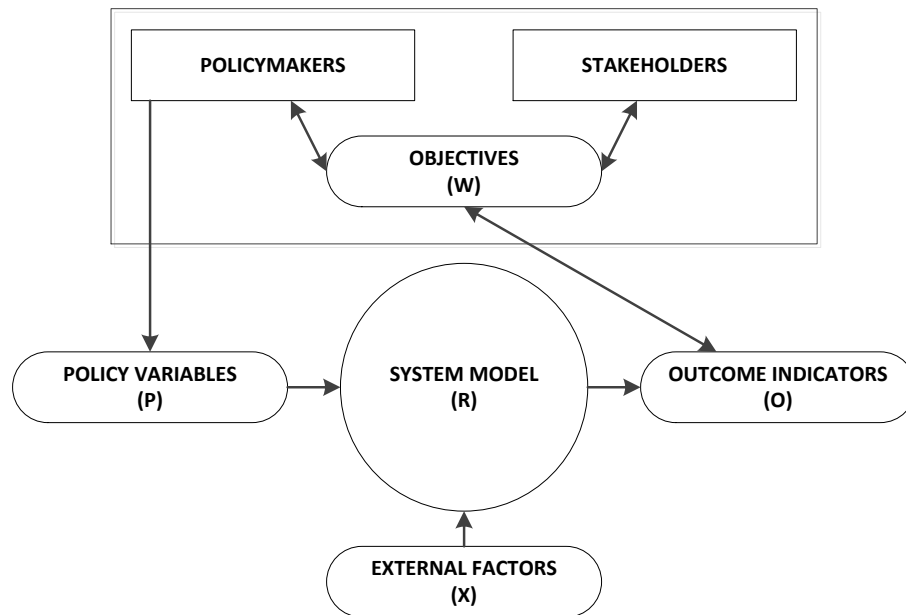 POLICYMAKERS
STAKEHOLDERS
OBJECTIVES
(W)
POLICY VARIABLES
(P)
SYSTEM MODEL
(R)
OUTCOME INDICATORS
(O)
EXTERNAL FACTORS
(X)